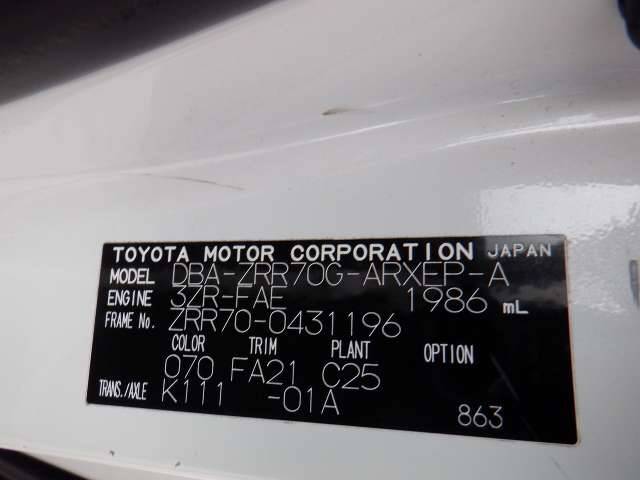 TOYOTA MOTOR CORPORATION JAPAN
MODEL DBA-ZRR70G-ARXEP-A
ENGINE 3ZR-FAE 1986 mL
FRAME No. ZRR70-0431196
COLOR TRIM PLANT OPTION
070 FA21 C25
TRANS./AXLE K111 -01A
863